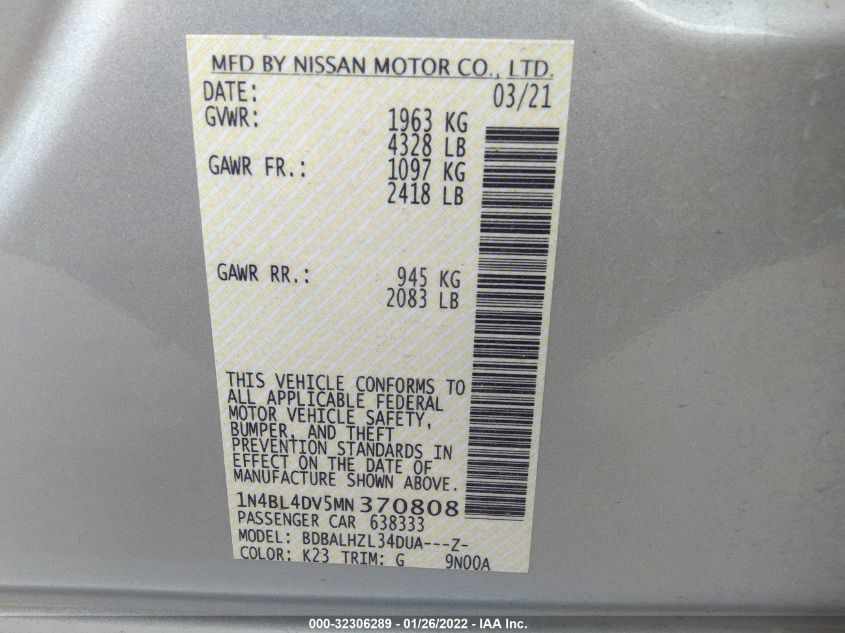 MFD BY NISSAN MOTOR CO., LTD.
DATE: 03/21
GVWR: 1963 KG
4328 LB
GAWR FR.: 1097 KG
2418 LB
GAWR RR.: 945 KG
2083 LB
THIS VEHICLE CONFORMS TO
ALL APPLICABLE FEDERAL
MOTOR VEHICLE SAFETY,
BUMPER, AND THEFT
PREVENTION STANDARDS IN
EFFECT ON THE DATE OF
MANUFACTURE SHOWN ABOVE.
1N4BL4DV5MN370808
PASSENGER CAR 638333
MODEL: BDBALHZL34DUA---Z-
COLOR: K23 TRIM: G 9N00A
000-32306289 - 01/26/2022 - IAA Inc.